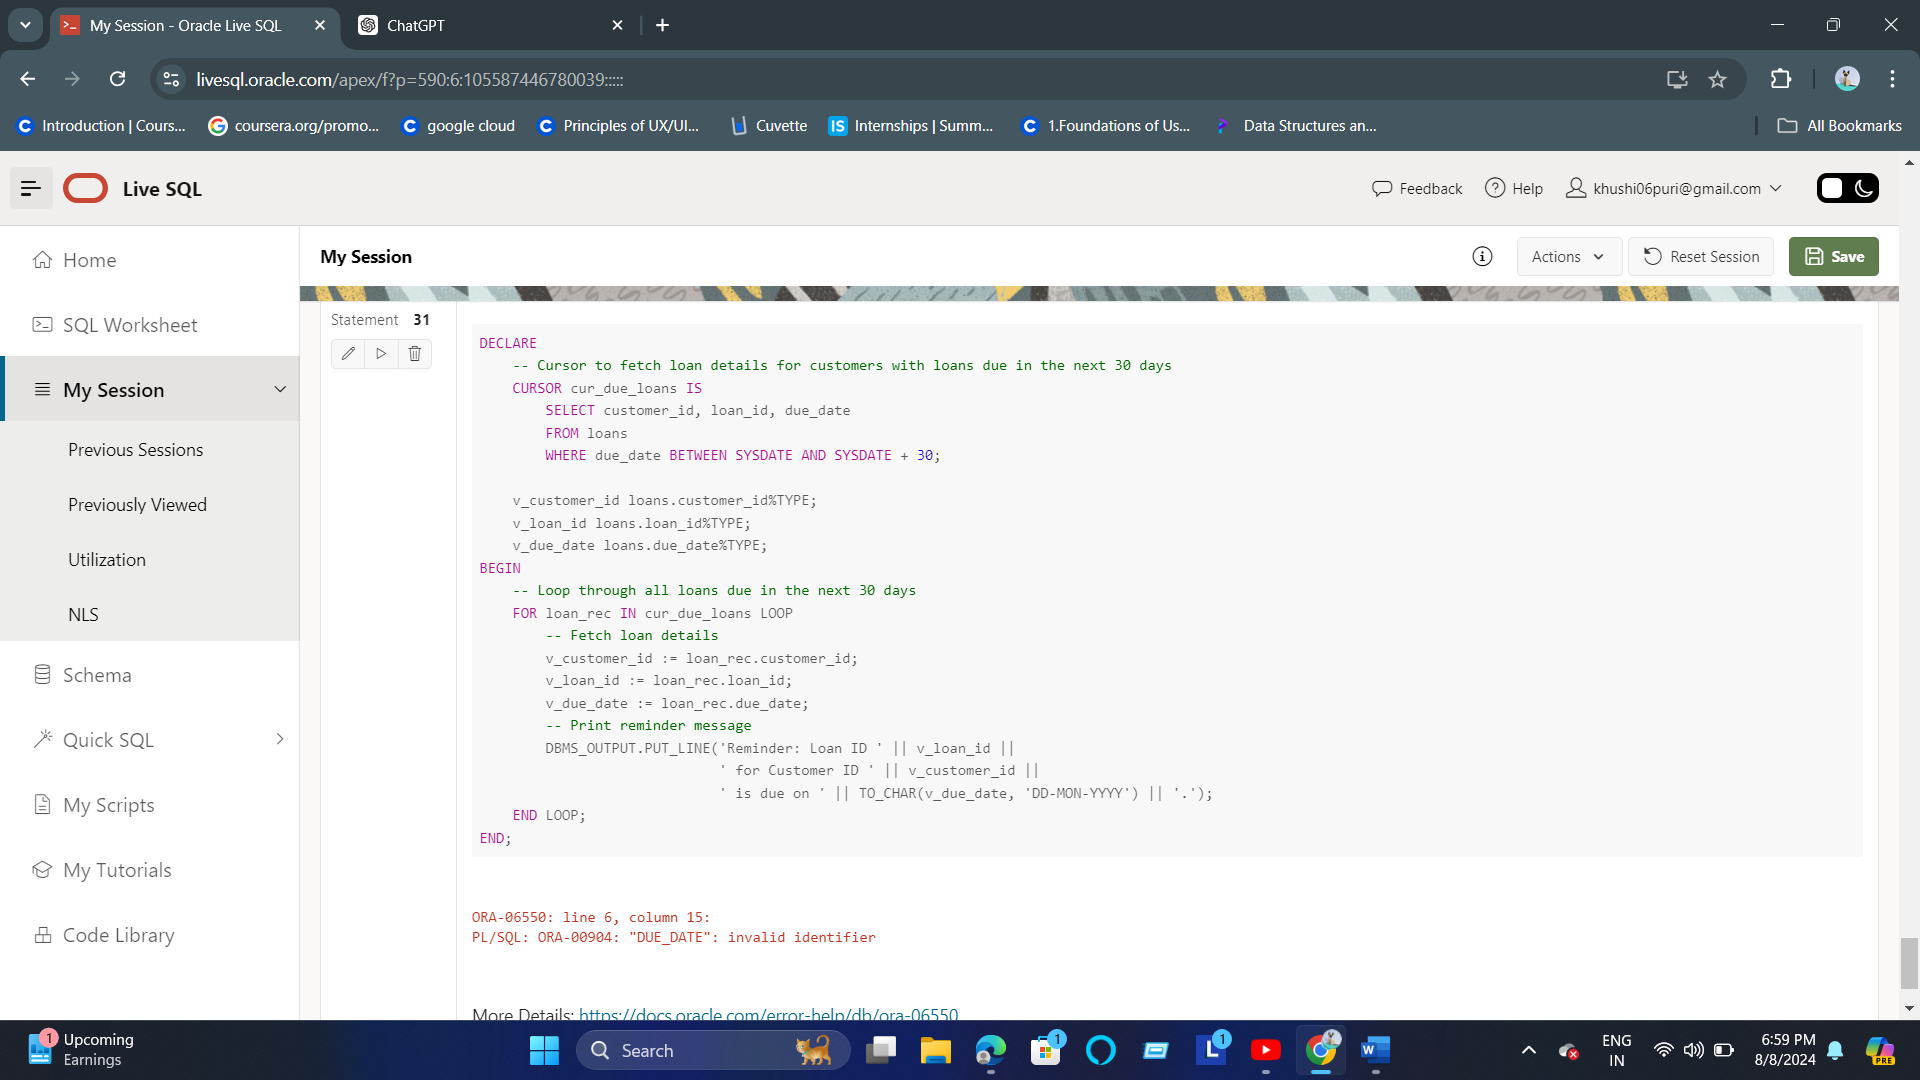 My Session - Oracle Live SQL
ChatGPT
livesql.oracle.com/apex/f?p=590:6:105587446780039:::::
Introduction | Cours...
coursera.org/promo...
google cloud
Principles of UX/UI...
Cuvette
Internships | Summ...
1.Foundations of Us...
Data Structures an...
All Bookmarks
Live SQL
Feedback
Help
khushi06puri@gmail.com
Home
SQL Worksheet
My Session
Previous Sessions
Previously Viewed
Utilization
NLS
Schema
Quick SQL
My Scripts
My Tutorials
Code Library
My Session
Actions
Reset Session
Save
Statement 31
DECLARE
-- Cursor to fetch loan details for customers with loans due in the next 30 days
CURSOR cur_due_loans IS
SELECT customer_id, loan_id, due_date
FROM loans
WHERE due_date BETWEEN SYSDATE AND SYSDATE + 30;
v_customer_id loans.customer_id%TYPE;
v_loan_id loans.loan_id%TYPE;
v_due_date loans.due_date%TYPE;
BEGIN
-- Loop through all loans due in the next 30 days
FOR loan_rec IN cur_due_loans LOOP
-- Fetch loan details
v_customer_id := loan_rec.customer_id;
v_loan_id := loan_rec.loan_id;
v_due_date := loan_rec.due_date;
-- Print reminder message
DBMS_OUTPUT.PUT_LINE('Reminder: Loan ID ' || v_loan_id ||
' for Customer ID ' || v_customer_id ||
' is due on ' || TO_CHAR(v_due_date, 'DD-MON-YYYY') || '.');
END LOOP;
END;
ORA-06550: line 6, column 15:
PL/SQL: ORA-00904: "DUE_DATE": invalid identifier
More Details: https://docs.oracle.com/error-help/db/ora-06550
1
Upcoming
Earnings
Search
1
1
ENG
IN
6:59 PM
8/8/2024
PRE